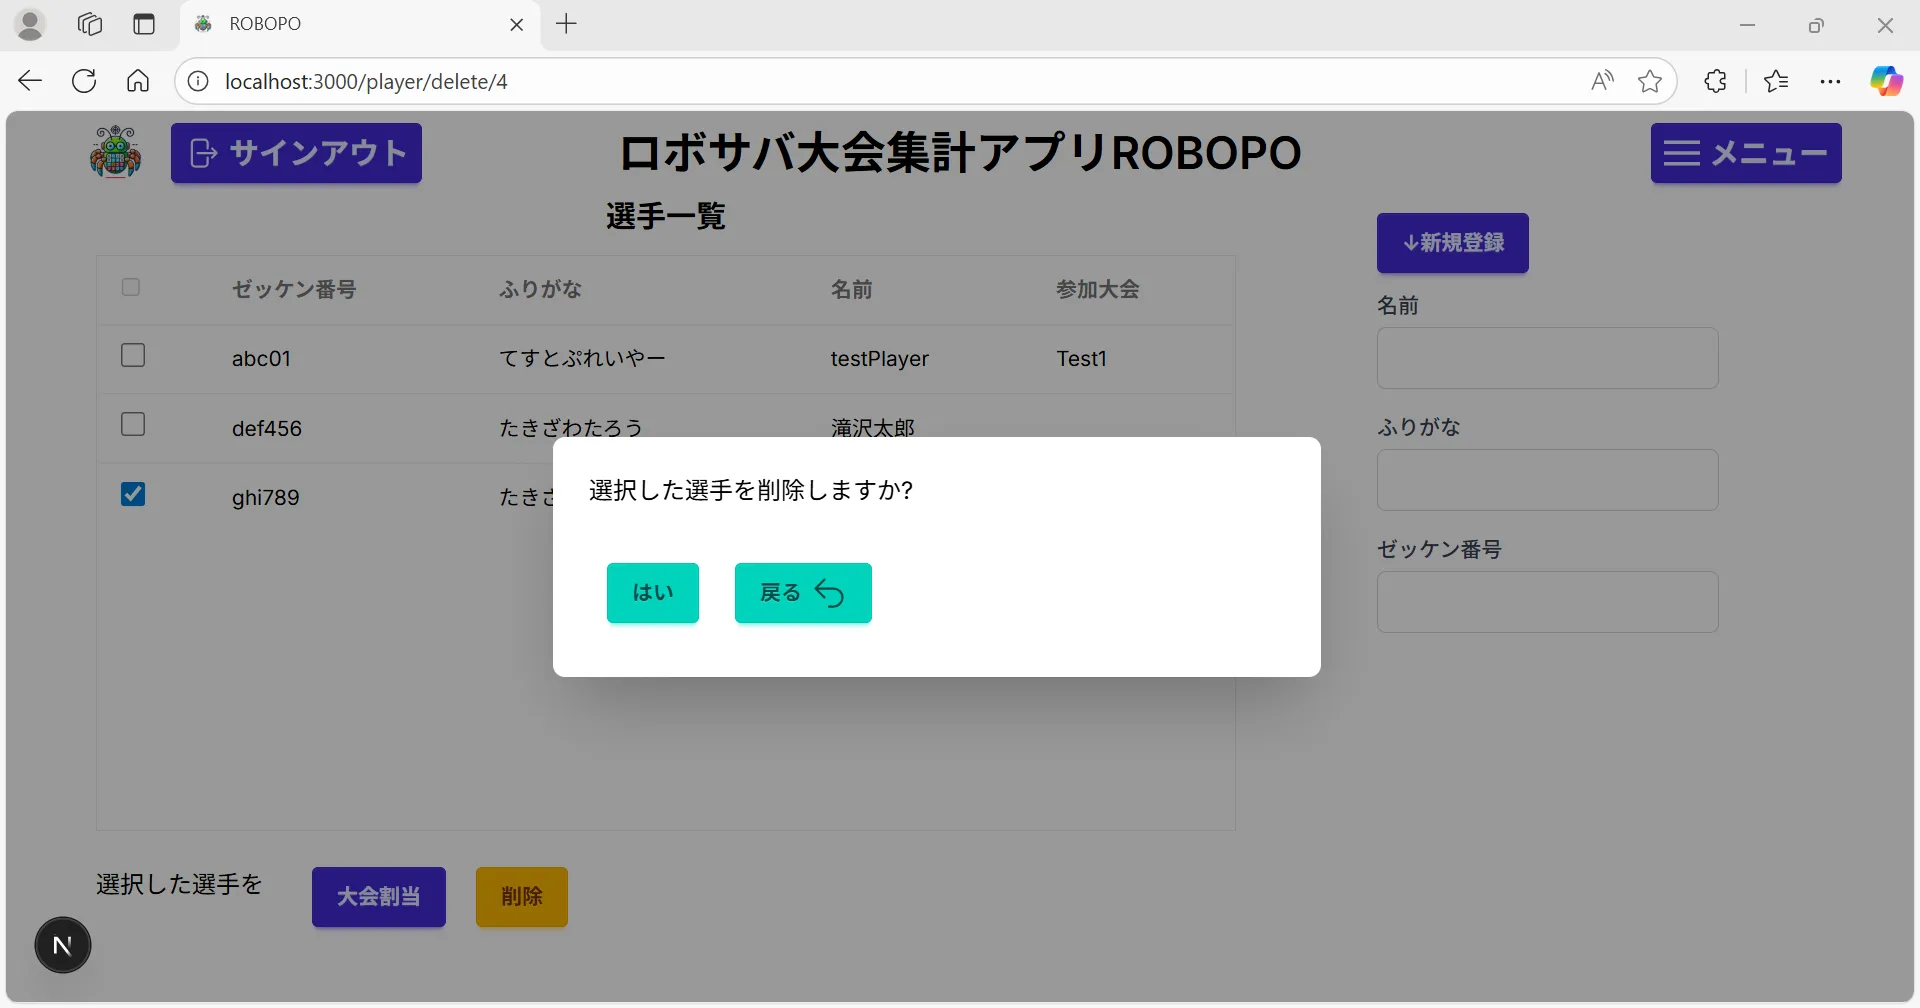 ROBOPO
localhost:3000/player/delete/4
サインアウト
ロボサバ大会集計アプリROBOPO
メニュー
選手一覧
↓新規登録
ゼッケン番号 ふりがな 名前 参加大会
abc01 てすとぷれいやー testPlayer Test1
def456 たきざわたろう 滝沢太郎
ghi789 たきさ
名前
ふりがな
ゼッケン番号
選択した選手を削除しますか?
はい 戻る
選択した選手を 大会割当 削除
N